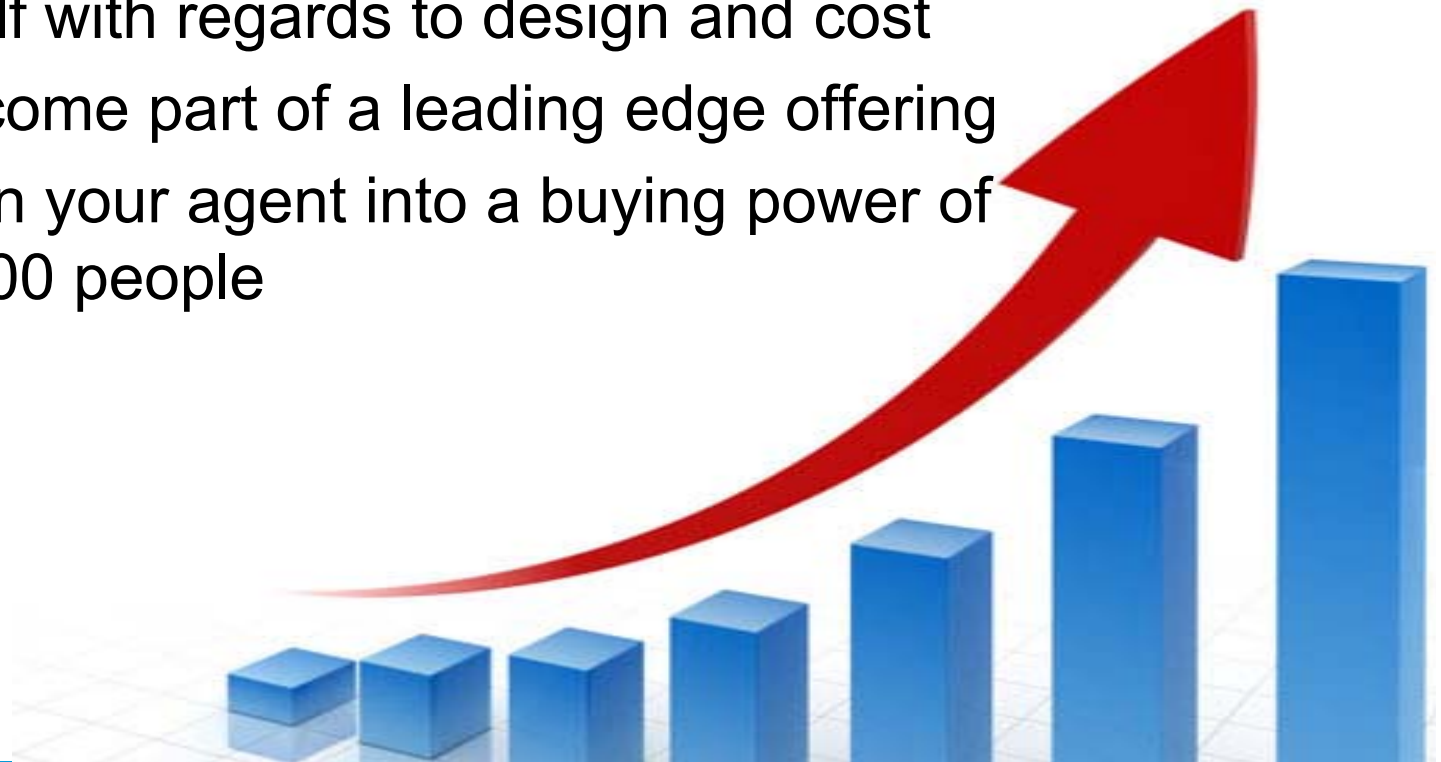 lf with regards to design and cost
come part of a leading edge offering
n your agent into a buying power of
00 people